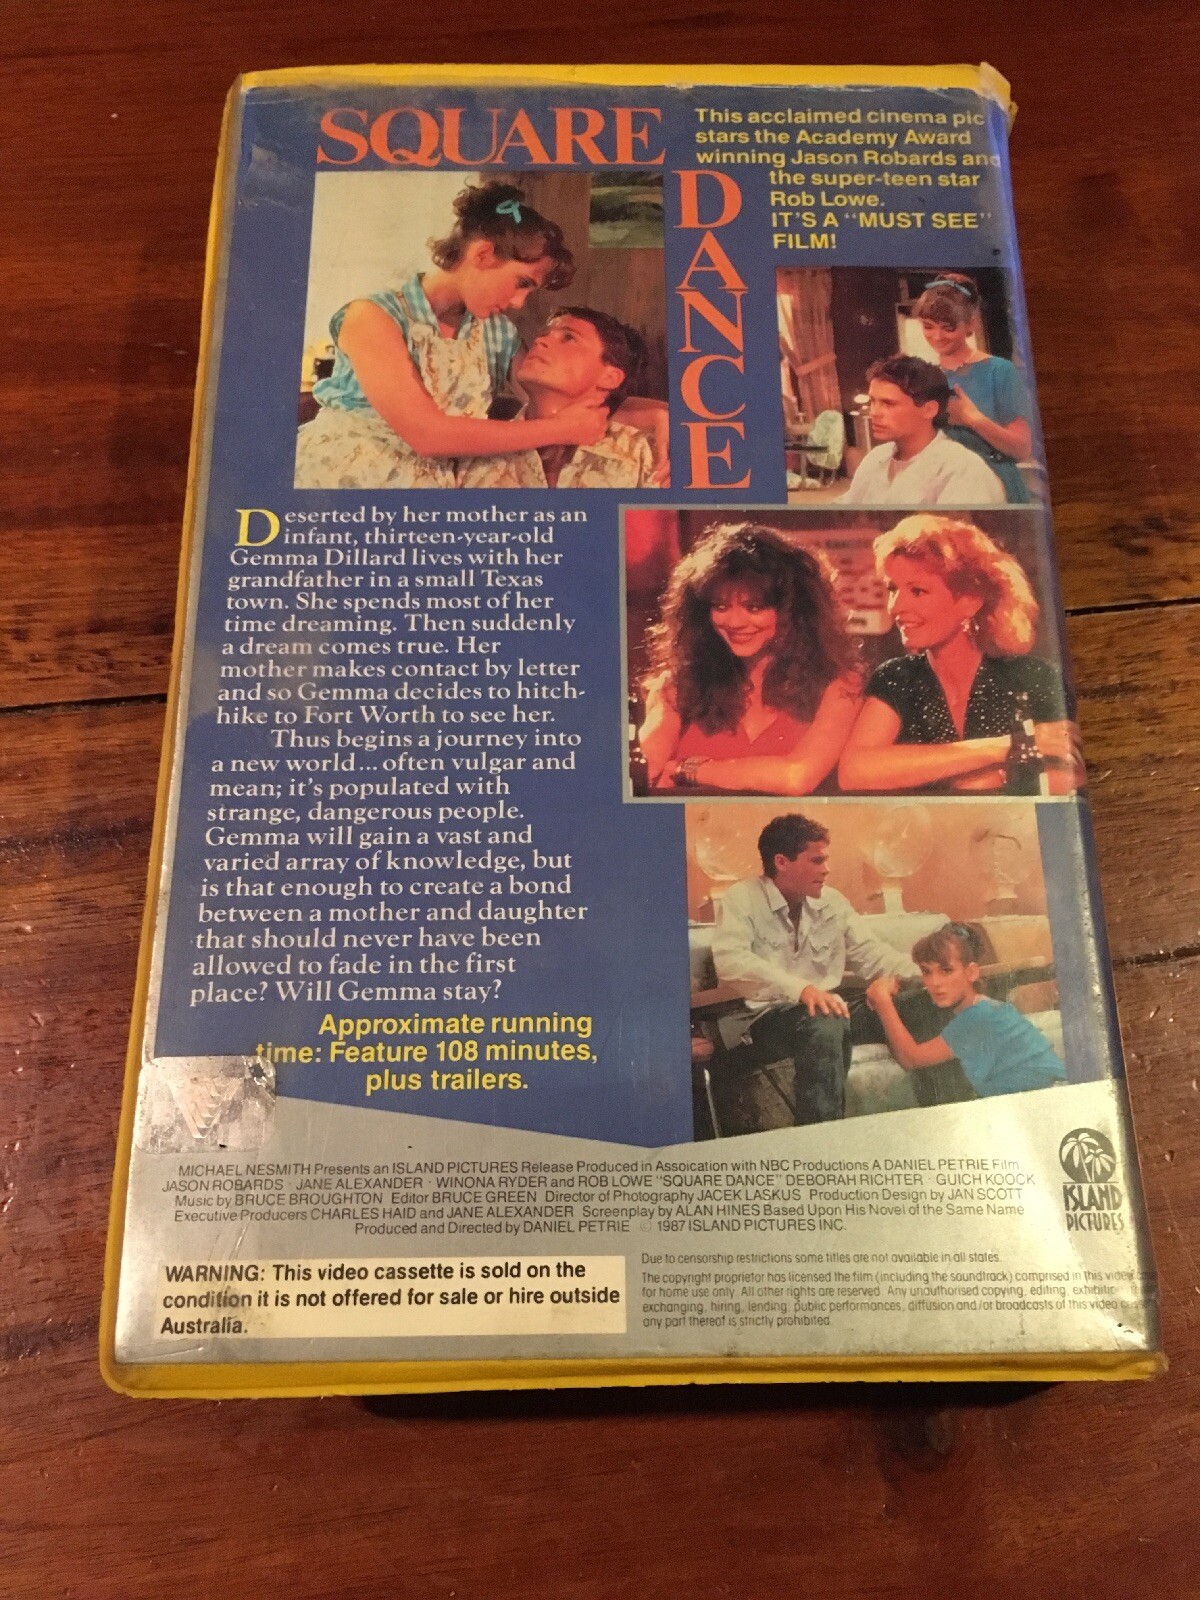 SQUARE
DANCE
This acclaimed cinema pic
stars the Academy Award
winning Jason Robards and
the super-teen star
Rob Lowe.
IT'S A "MUST SEE"
FILM!
Deserted by her mother as an
infant, thirteen-year-old
Gemma Dillard lives with her
grandfather in a small Texas
town. She spends most of her
time dreaming. Then suddenly
a dream comes true. Her
mother makes contact by letter
and so Gemma decides to hitch-
hike to Fort Worth to see her.
Thus begins a journey into
a new world... often vulgar and
mean; it's populated with
strange, dangerous people.
Gemma will gain a vast and
varied array of knowledge, but
is that enough to create a bond
between a mother and daughter
that should never have been
allowed to fade in the first
place? Will Gemma stay?
Approximate running
time: Feature 108 minutes,
plus trailers.
MICHAEL NESMITH Presents an ISLAND PICTURES Release Produced in Assoication with NBC Productions A DANIEL PETRIE Film
JASON ROBARDS · JANE ALEXANDER · WINONA RYDER and ROB LOWE "SQUARE DANCE" DEBORAH RICHTER · GUICH KOOCK
Music by BRUCE BROUGHTON Editor BRUCE GREEN Director of Photography JACEK LASKUS Production Design by JAN SCOTT
Executive Producers CHARLES HAID and JANE ALEXANDER Screenplay by ALAN HINES Based Upon His Novel of the Same Name
Produced and Directed by DANIEL PETRIE © 1987 ISLAND PICTURES INC.
ISLAND
PICTURES
WARNING: This video cassette is sold on the
condition it is not offered for sale or hire outside
Australia.
Due to censorship restrictions some titles are not available in all states.
The copyright proprietor has licensed the film (including the soundtrack) comprised in this video
for home use only. All other rights are reserved. Any unauthorised copying, editing, exhibition
exchanging, hiring, lending, public performances, diffusion and/or broadcasts of this video
any part thereof is strictly prohibited.